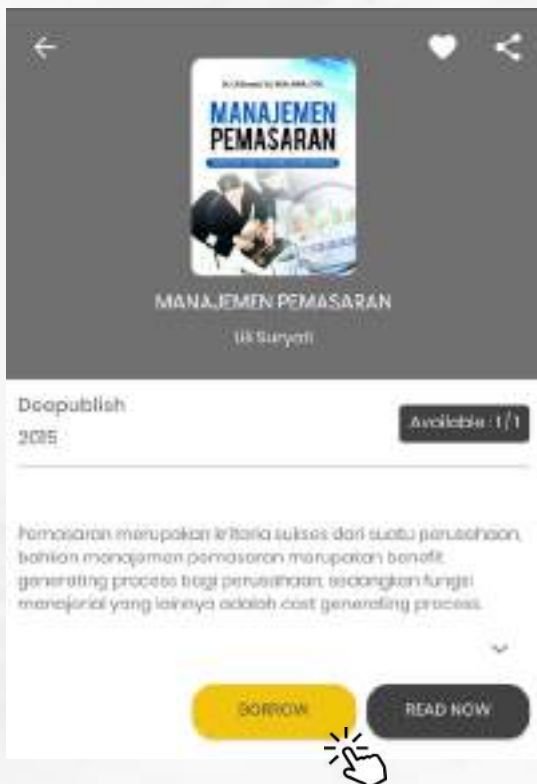 MANAJEMEN
PEMASARAN
MANAJEMEN PEMASARAN
Lili Suryati
Deepublish
2015
Available : 1/1
Pemasaran merupakan kriteria sukses dari suatu perusahaan,
bahkan manajemen pemasaran merupakan benefit
generating process bagi perusahaan, sedangkan fungsi
manajerial yang lainnya adalah cost generating process.
BORROW
READ NOW